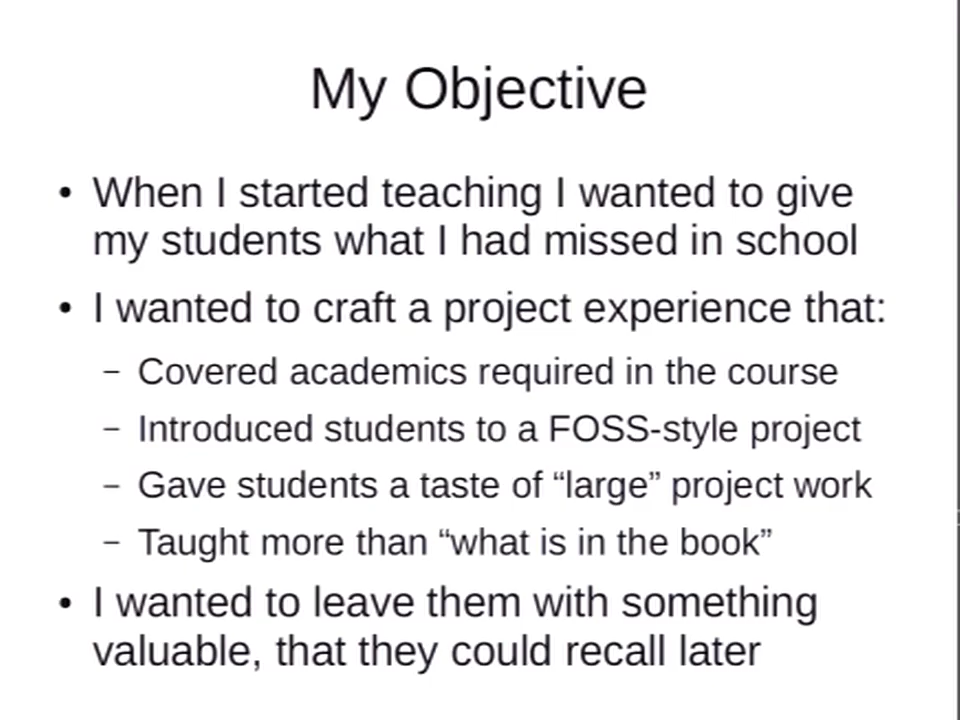 My Objective
• When I started teaching I wanted to give
my students what I had missed in school
• I wanted to craft a project experience that:
– Covered academics required in the course
– Introduced students to a FOSS-style project
– Gave students a taste of “large” project work
– Taught more than “what is in the book”
• I wanted to leave them with something
valuable, that they could recall later